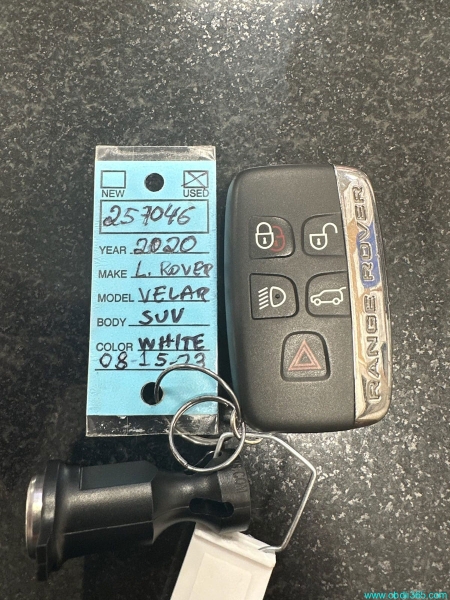 NEW USED
257046
YEAR 2020
MAKE L. ROVER
MODEL VELAR
BODY SUV
COLOR WHITE
08-15-23
RANGE ROVER
www.obdii365.com